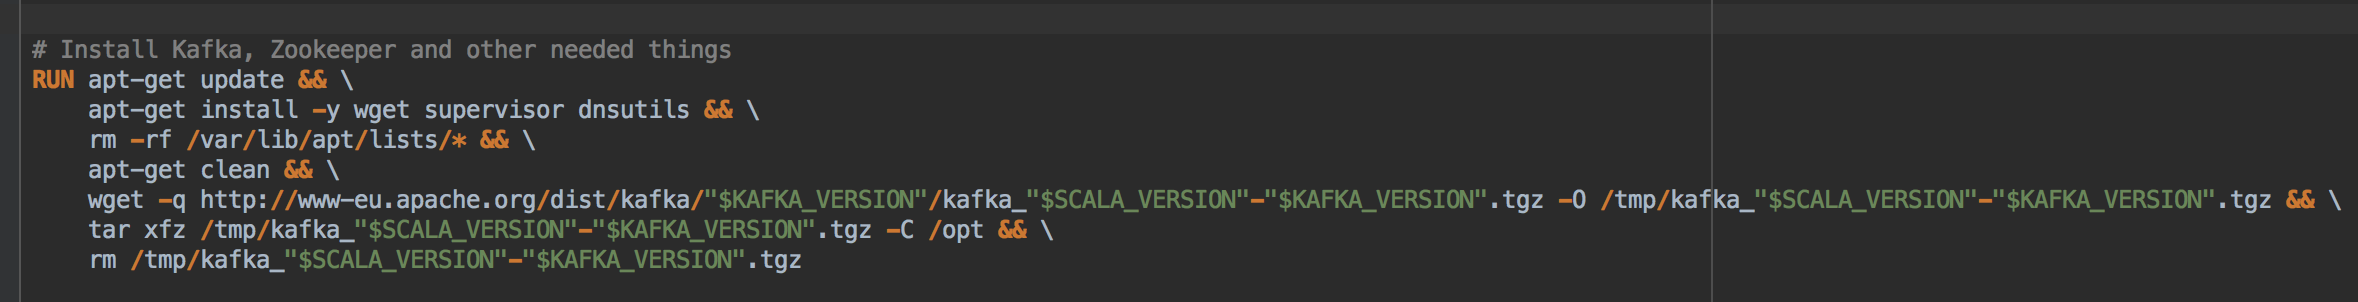 # Install Kafka, Zookeeper and other needed things
RUN apt-get update && \
    apt-get install -y wget supervisor dnsutils && \
    rm -rf /var/lib/apt/lists/* && \
    apt-get clean && \
    wget -q http://www-eu.apache.org/dist/kafka/"$KAFKA_VERSION"/kafka_"$SCALA_VERSION"-"$KAFKA_VERSION".tgz -O /tmp/kafka_"$SCALA_VERSION"-"$KAFKA_VERSION".tgz && \
    tar xfz /tmp/kafka_"$SCALA_VERSION"-"$KAFKA_VERSION".tgz -C /opt && \
    rm /tmp/kafka_"$SCALA_VERSION"-"$KAFKA_VERSION".tgz